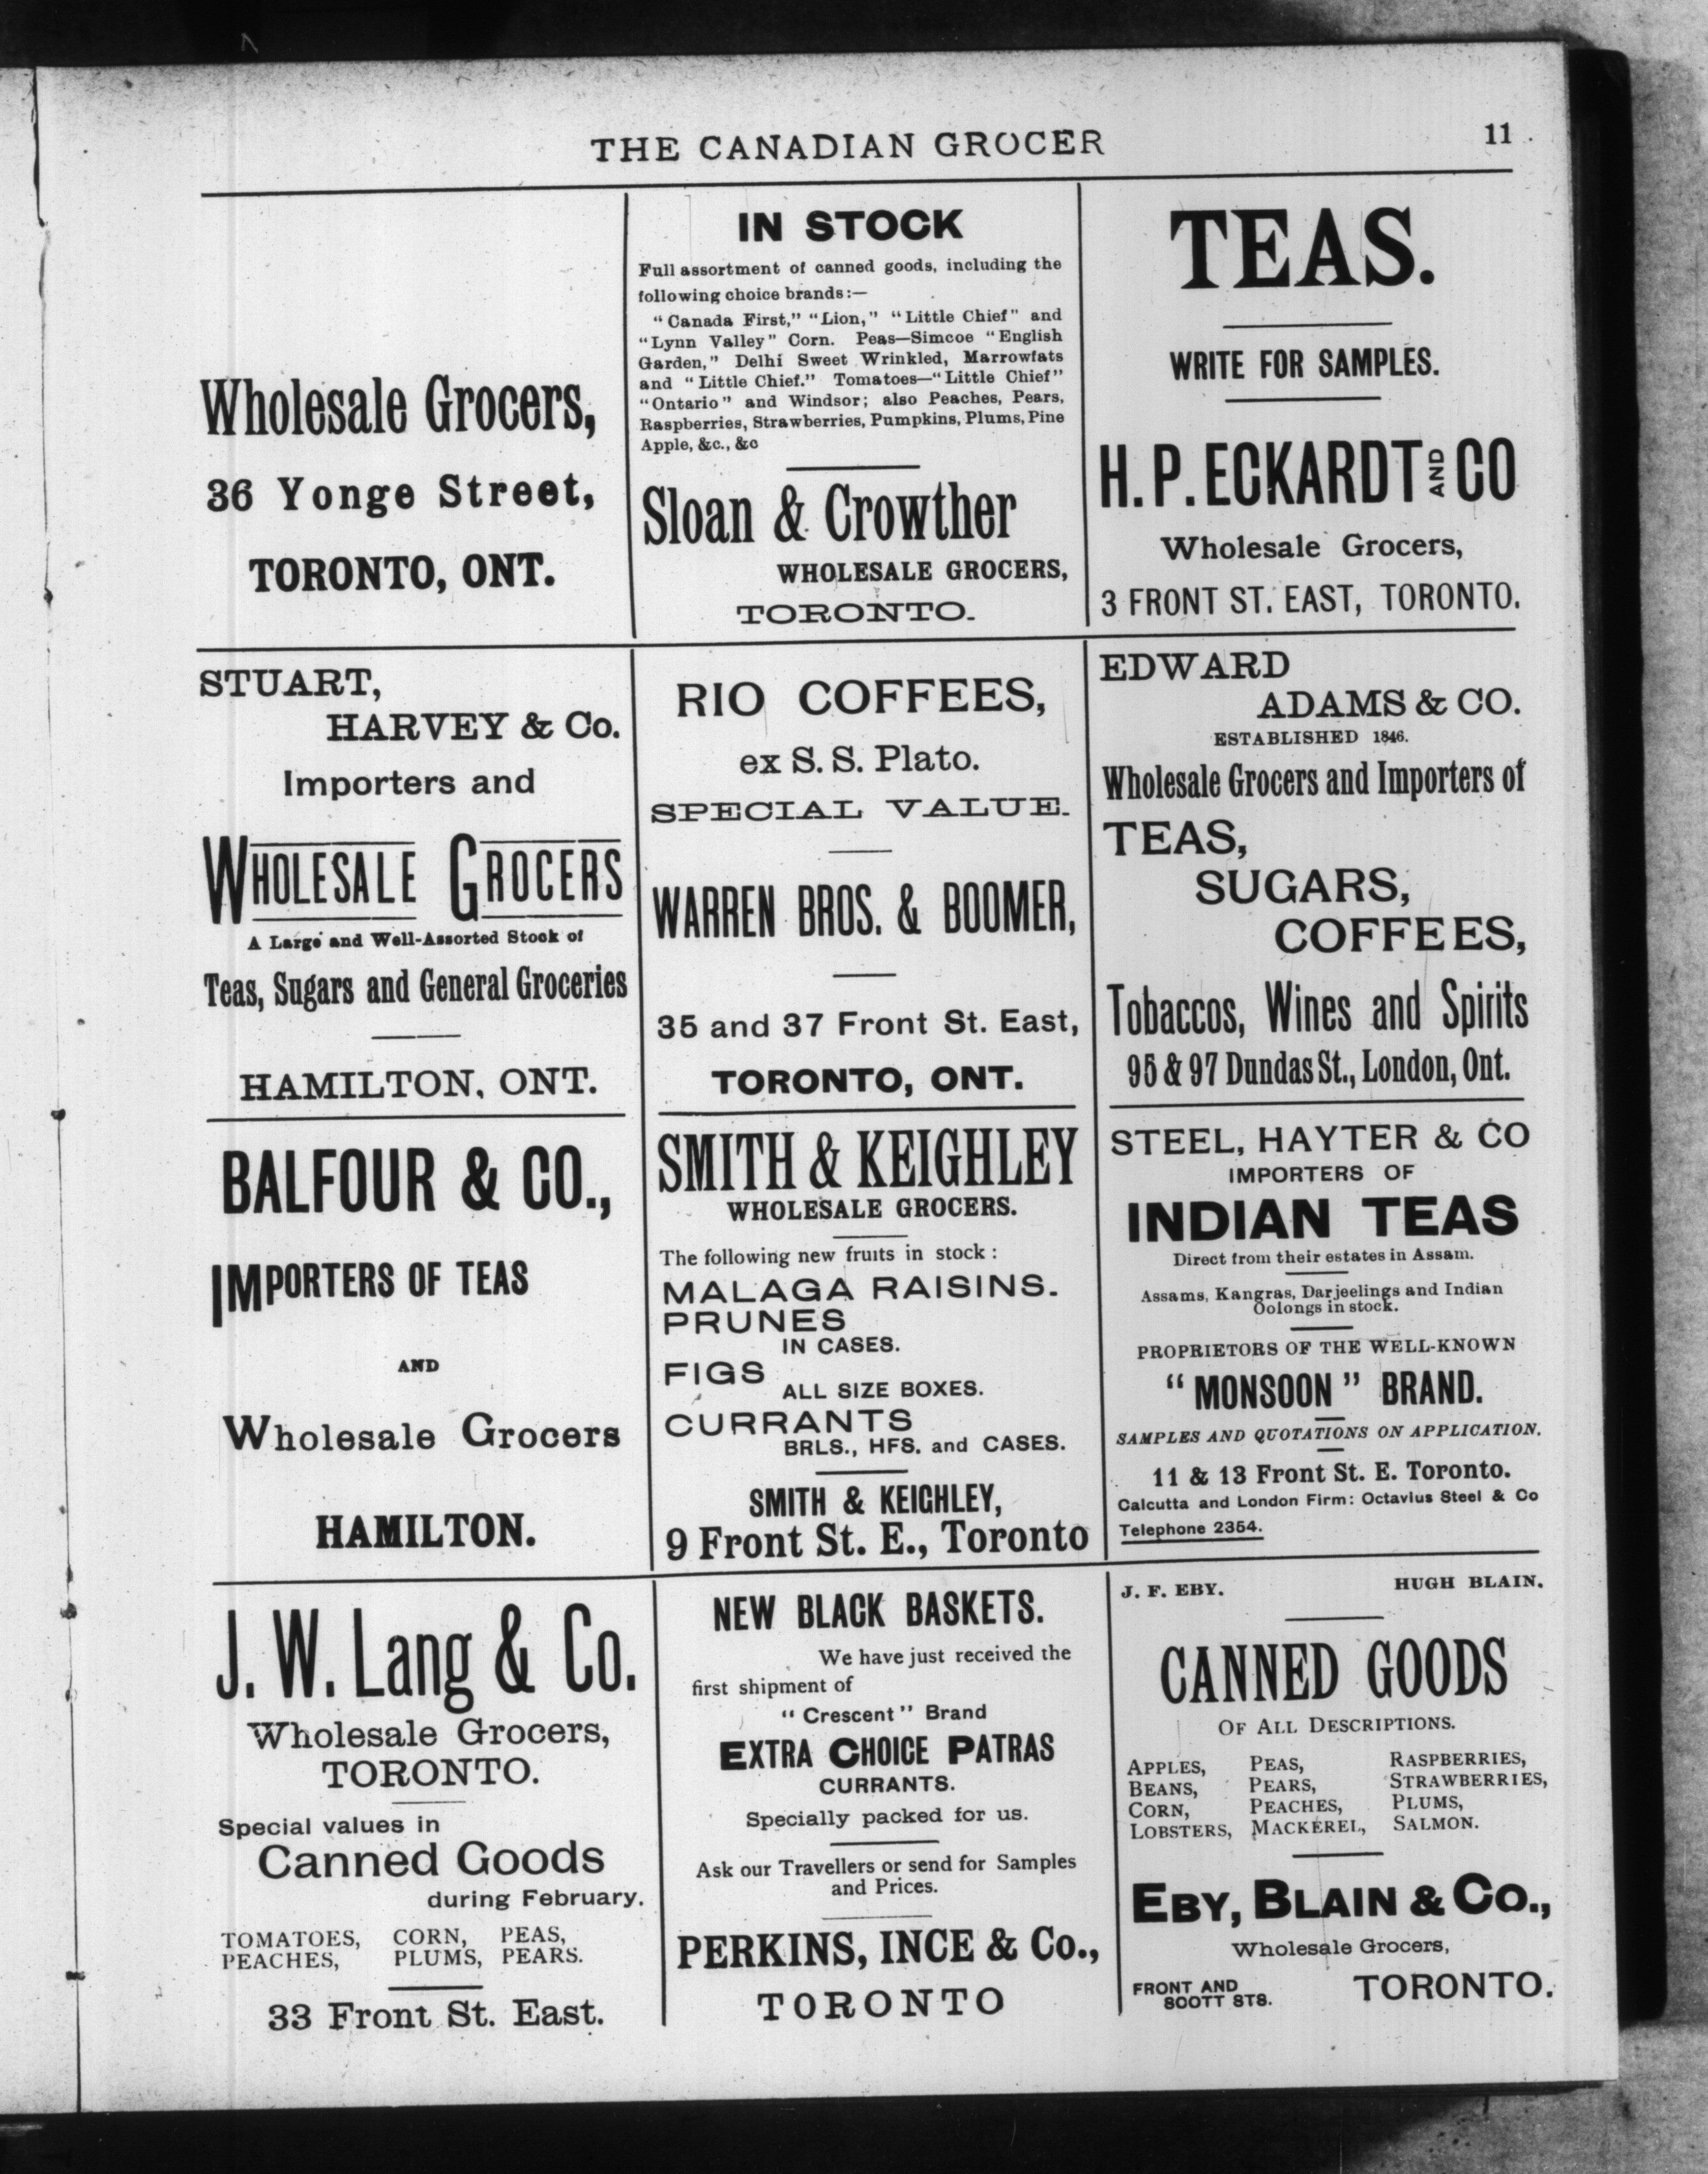 THE CANADIAN GROCER
11
Wholesale Grocers,
36 Yonge Street,
TORONTO, ONT.
IN STOCK
Full assortment of canned goods, including the
following choice brands:—
"Canada First," "Lion," "Little Chief" and
"Lynn Valley" Corn. Peas—Simcoe "English
Garden," Delhi Sweet Wrinkled, Marrowfats
and "Little Chief." Tomatoes—"Little Chief"
"Ontario" and Windsor; also Peaches, Pears,
Raspberries, Strawberries, Pumpkins, Plums, Pine
Apple, &c., &c
Sloan & Crowther
WHOLESALE GROCERS,
TORONTO.
TEAS.
WRITE FOR SAMPLES.
H. P. ECKARDT AND CO
Wholesale Grocers,
3 FRONT ST. EAST, TORONTO.
STUART,
HARVEY & Co.
Importers and
WHOLESALE GROCERS
A Large and Well-Assorted Stock of
Teas, Sugars and General Groceries
HAMILTON, ONT.
RIO COFFEES,
ex S. S. Plato.
SPECIAL VALUE.
WARREN BROS. & BOOMER,
35 and 37 Front St. East,
TORONTO, ONT.
EDWARD
ADAMS & CO.
ESTABLISHED 1846.
Wholesale Grocers and Importers of
TEAS,
SUGARS,
COFFEES,
Tobaccos, Wines and Spirits
95 & 97 Dundas St., London, Ont.
BALFOUR & CO.,
IMPORTERS OF TEAS
AND
Wholesale Grocers
HAMILTON.
SMITH & KEIGHLEY
WHOLESALE GROCERS.
The following new fruits in stock :
MALAGA RAISINS.
PRUNES
IN CASES.
FIGS
ALL SIZE BOXES.
CURRANTS
BRLS., HFS. and CASES.
SMITH & KEIGHLEY,
9 Front St. E., Toronto
STEEL, HAYTER & CO
IMPORTERS OF
INDIAN TEAS
Direct from their estates in Assam.
Assams, Kangras, Darjeelings and Indian
Oolongs in stock.
PROPRIETORS OF THE WELL-KNOWN
"MONSOON" BRAND.
SAMPLES AND QUOTATIONS ON APPLICATION.
11 & 13 Front St. E. Toronto.
Calcutta and London Firm: Octavius Steel & Co
Telephone 2354.
J. W. Lang & Co.
Wholesale Grocers,
TORONTO.
Special values in
Canned Goods
during February.
TOMATOES, CORN, PEAS,
PEACHES, PLUMS, PEARS.
33 Front St. East.
NEW BLACK BASKETS.
We have just received the
first shipment of
"Crescent" Brand
EXTRA CHOICE PATRAS
CURRANTS.
Specially packed for us.
Ask our Travellers or send for Samples
and Prices.
PERKINS, INCE & Co.,
TORONTO
J. F. EBY. HUGH BLAIN.
CANNED GOODS
OF ALL DESCRIPTIONS.
APPLES, PEAS, RASPBERRIES,
BEANS, PEARS, STRAWBERRIES,
CORN, PEACHES, PLUMS,
LOBSTERS, MACKEREL, SALMON.
EBY, BLAIN & CO.,
Wholesale Grocers,
FRONT AND
SCOTT STS. TORONTO.